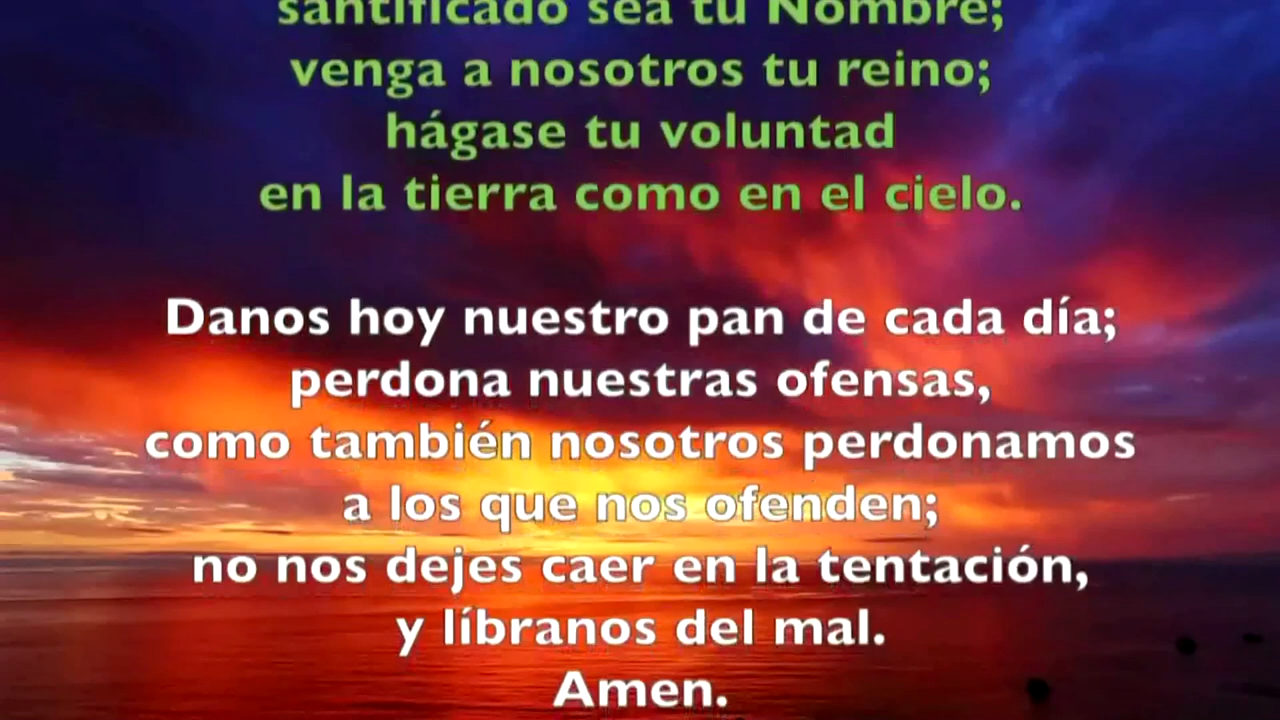 santificado sea tu Nombre;
venga a nosotros tu reino;
hágase tu voluntad
en la tierra como en el cielo.
Danos hoy nuestro pan de cada día;
perdona nuestras ofensas,
como también nosotros perdonamos
a los que nos ofenden;
no nos dejes caer en la tentación,
y líbranos del mal.
Amen.